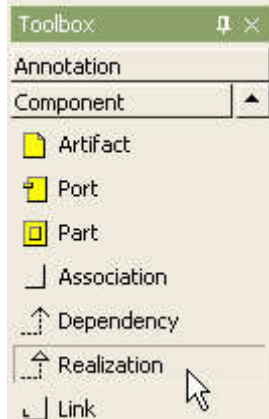 Toolbox
Annotation
Component
Artifact
Port
Part
Association
Dependency
Realization
Link